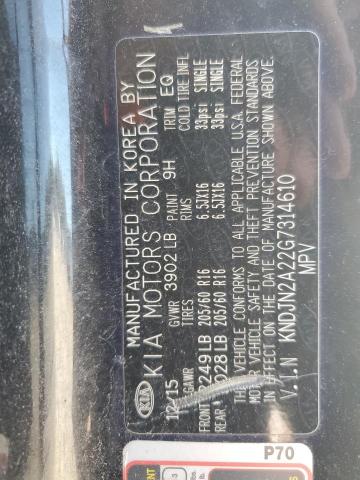 KIA
MANUFACTURED IN KOREA BY
KIA MOTORS CORPORATION
12/15 GVWR 3902 LB PAINT 9H TRIM EQ
GAWR TIRES RIMS COLD TIRE INFL
FRONT 2249 LB 205/60 R16 6.5JX16 33psi SINGLE
REAR 2028 LB 205/60 R16 6.5JX16 33psi SINGLE
THIS VEHICLE CONFORMS TO ALL APPLICABLE U.S.A. FEDERAL
MOTOR VEHICLE SAFETY AND THEFT PREVENTION STANDARDS
IN EFFECT ON THE DATE OF MANUFACTURE SHOWN ABOVE.
V.I.N KNDJN2A22G7314610
MPV
P70